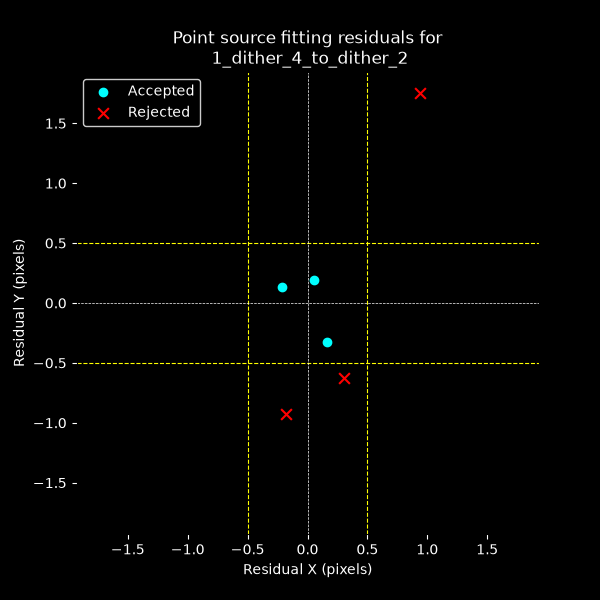 Point source fitting residuals for
1_dither_4_to_dither_2
Accepted
Rejected
1.5
1.0
0.5
0.0
−0.5
−1.0
−1.5
Residual Y (pixels)
−1.5 −1.0 −0.5 0.0 0.5 1.0 1.5
Residual X (pixels)